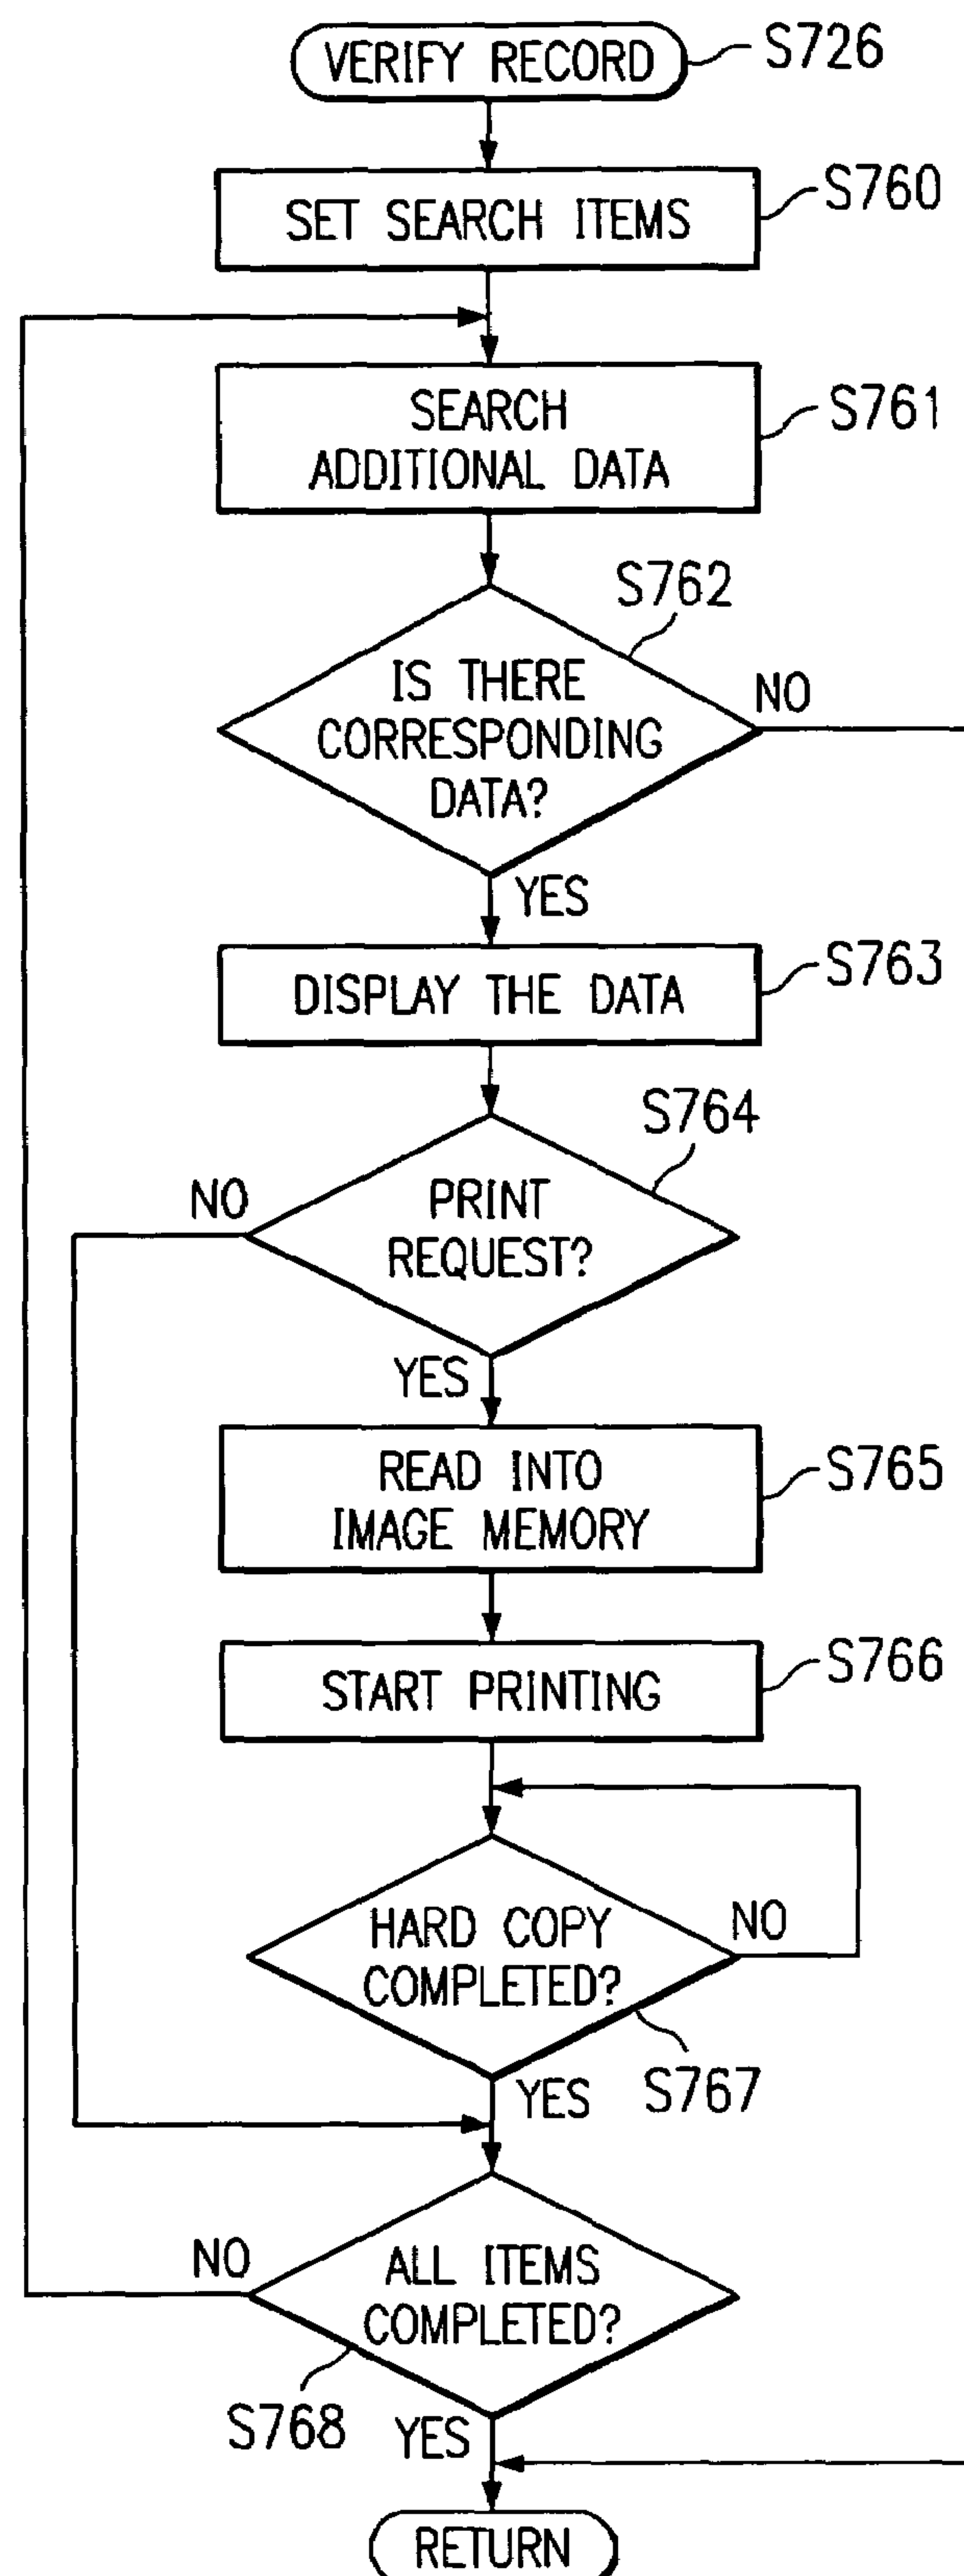 VERIFY RECORD
S726
S760
SET SEARCH ITEMS
S761
SEARCH
ADDITIONAL DATA
S762
IS THERE
CORRESPONDING
DATA?
NO
YES
S763
DISPLAY THE DATA
S764
NO
PRINT
REQUEST?
YES
S765
READ INTO
IMAGE MEMORY
S766
START PRINTING
HARD COPY
COMPLETED?
NO
S767
YES
NO
ALL ITEMS
COMPLETED?
S768
YES
RETURN